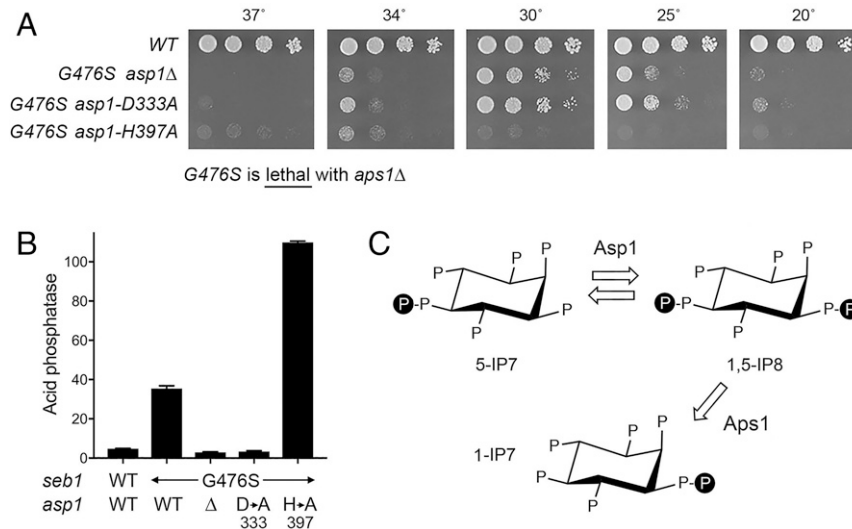 A
37° 34° 30° 25° 20°
WT
G476S asp1Δ
G476S asp1-D333A
G476S asp1-H397A
G476S is lethal with aps1Δ
B
Acid phosphatase
100
80
60
40
20
0
seb1 WT G476S
asp1 WT WT Δ D→A H→A
333 397
C
P P P P P P P
Asp1
P P P P P P P P
5-IP7
1,5-IP8
Aps1
1-IP7
P P P P P P P